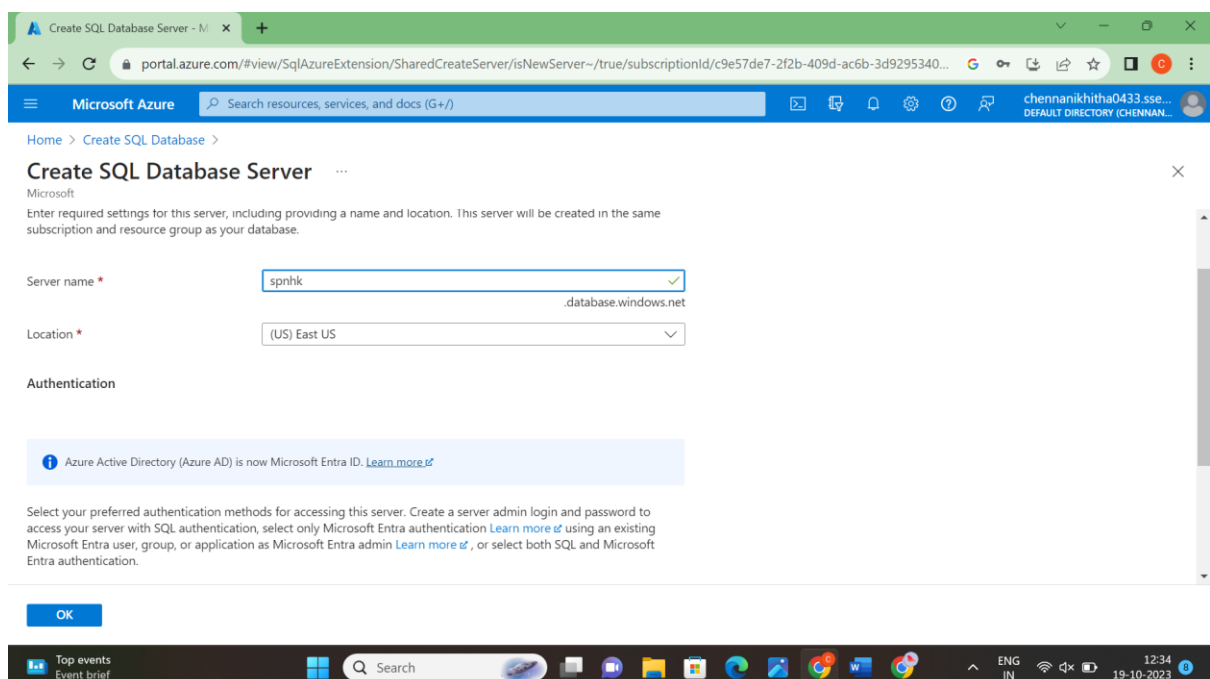 Create SQL Database Server - M
portal.azure.com/#view/SqlAzureExtension/SharedCreateServer/isNewServer~/true/subscriptionId/c9e57de7-2f2b-409d-ac6b-3d9295340...
G
C
Microsoft Azure
Search resources, services, and docs (G+/)
chennanikhitha0433.sse...
DEFAULT DIRECTORY (CHENNAN...
Home > Create SQL Database >
Create SQL Database Server ...
Microsoft
Enter required settings for this server, including providing a name and location. This server will be created in the same
subscription and resource group as your database.
Server name *
spnhk
.database.windows.net
Location *
(US) East US
Authentication
Azure Active Directory (Azure AD) is now Microsoft Entra ID. Learn more
Select your preferred authentication methods for accessing this server. Create a server admin login and password to
access your server with SQL authentication, select only Microsoft Entra authentication Learn more using an existing
Microsoft Entra user, group, or application as Microsoft Entra admin Learn more , or select both SQL and Microsoft
Entra authentication.
OK
Top events
Event brief
Search
ENG
IN
12:34
19-10-2023
8